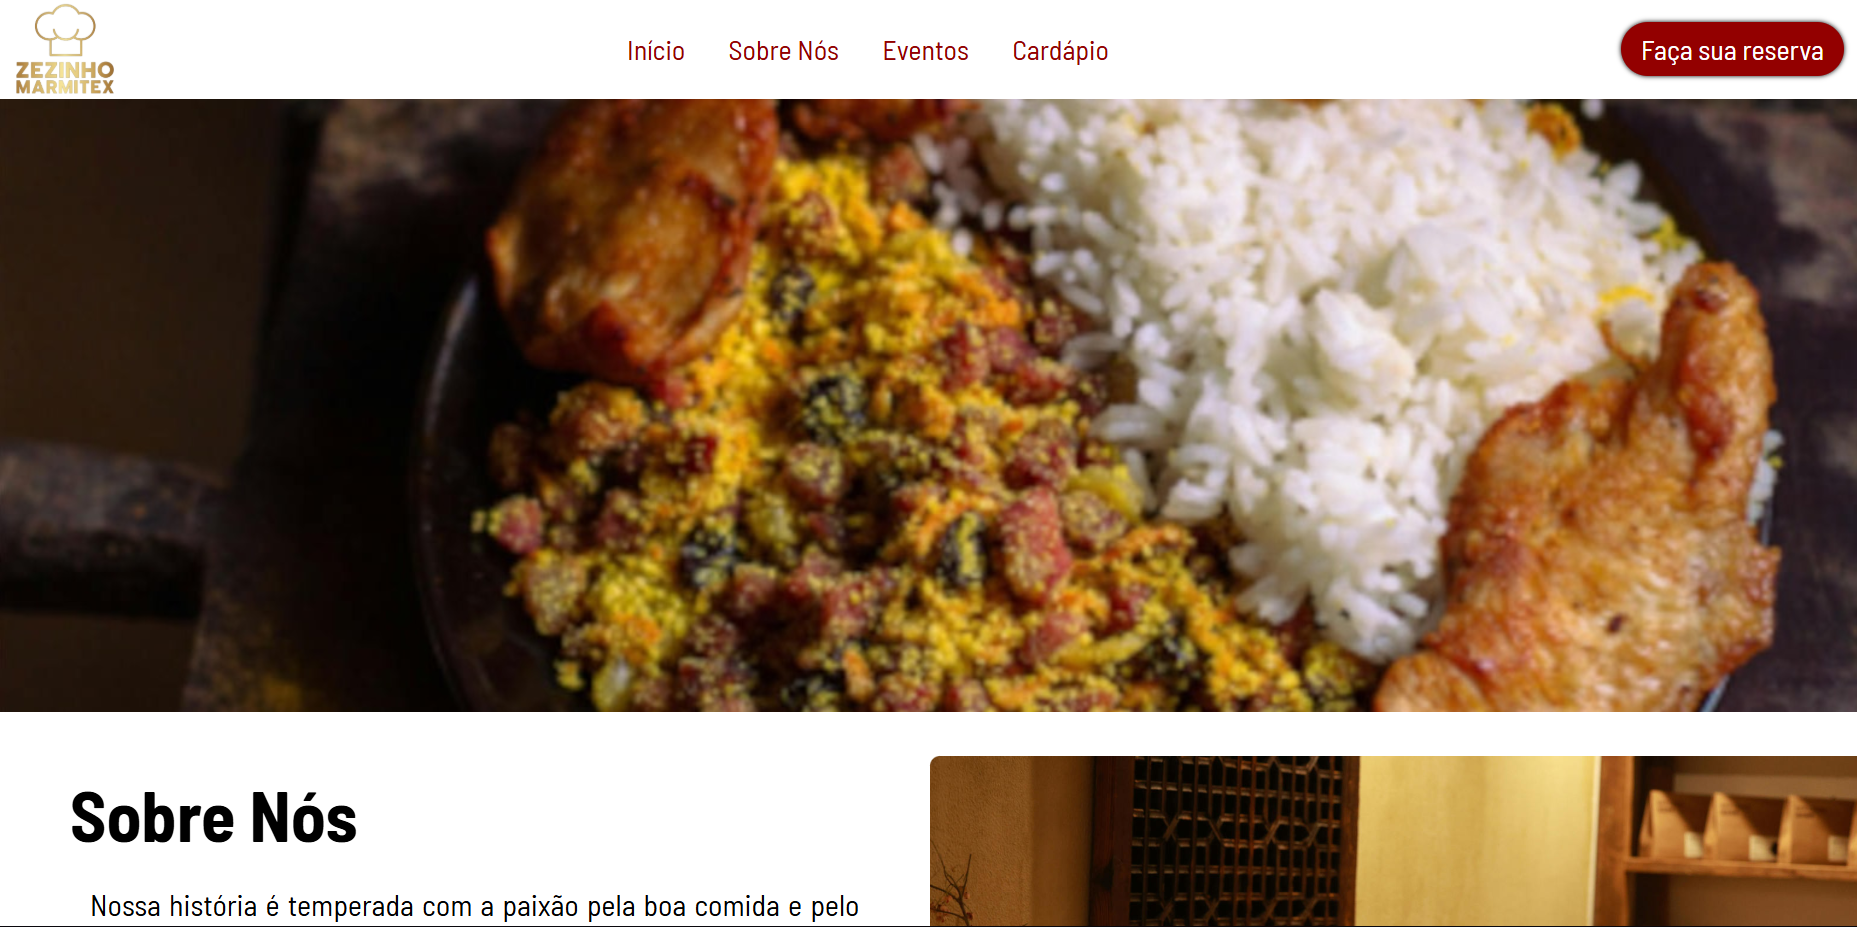 ZEZINHO
MARMITEX
Início Sobre Nós Eventos Cardápio
Faça sua reserva
Sobre Nós
Nossa história é temperada com a paixão pela boa comida e pelo